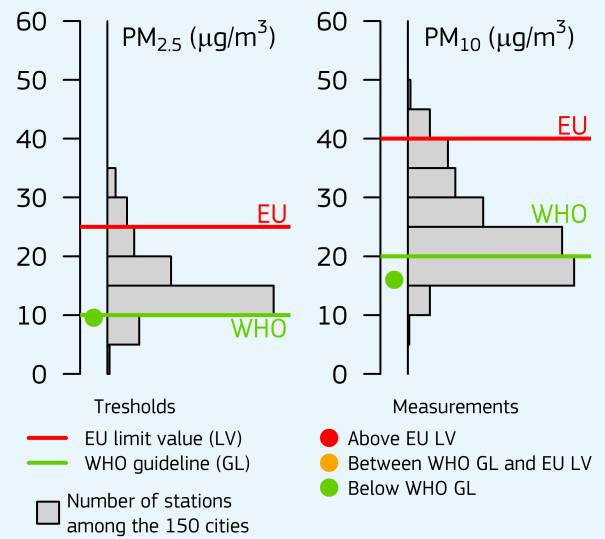 PM2.5 (μg/m³)
60
50
40
30
20
10
0
EU
WHO
PM10 (μg/m³)
60
50
40
30
20
10
0
EU
WHO
Tresholds
EU limit value (LV)
WHO guideline (GL)
Number of stations
among the 150 cities
Measurements
Above EU LV
Between WHO GL and EU LV
Below WHO GL